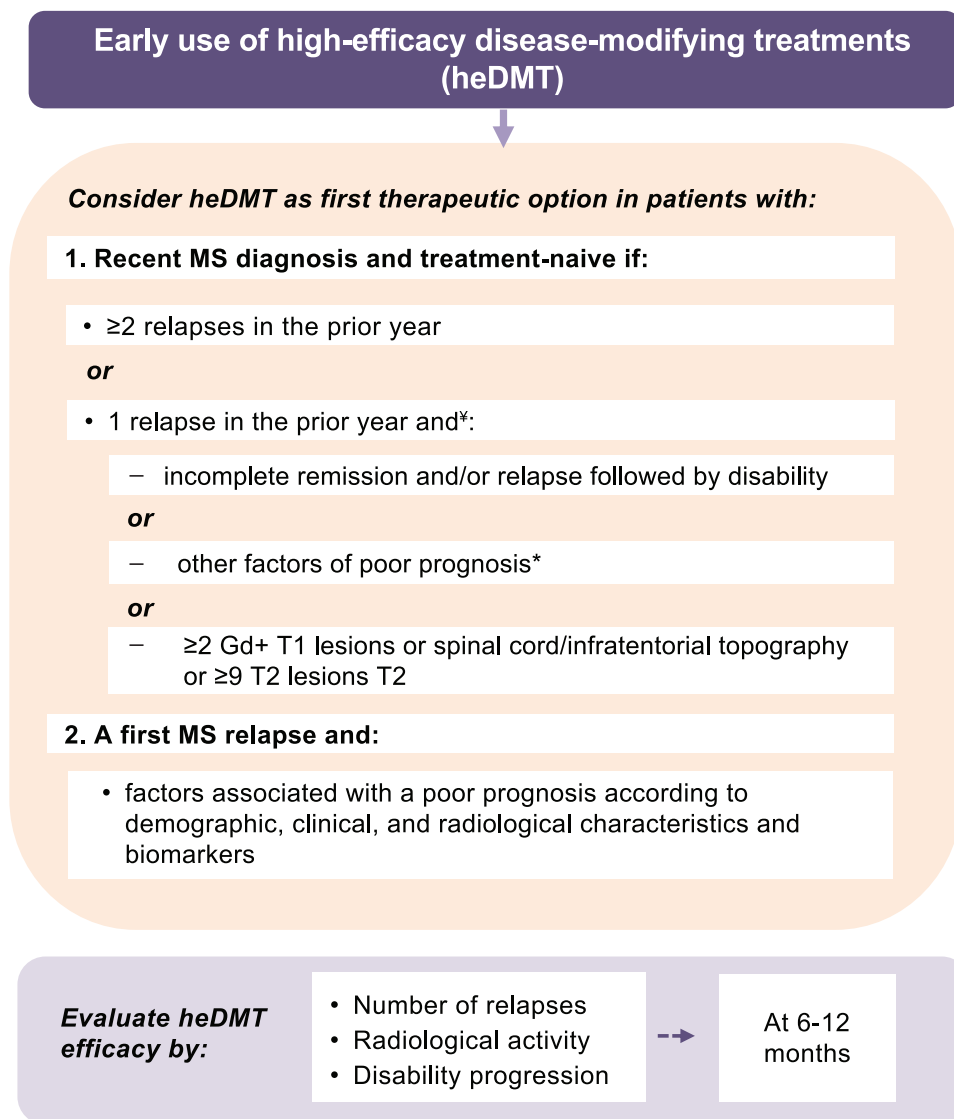 Early use of high-efficacy disease-modifying treatments
(heDMT)
Consider heDMT as first therapeutic option in patients with:
1. Recent MS diagnosis and treatment-naive if:
• ≥2 relapses in the prior year
or
• 1 relapse in the prior year and¥:
– incomplete remission and/or relapse followed by disability
or
– other factors of poor prognosis*
or
– ≥2 Gd+ T1 lesions or spinal cord/infratentorial topography
or ≥9 T2 lesions T2
2. A first MS relapse and:
• factors associated with a poor prognosis according to
demographic, clinical, and radiological characteristics and
biomarkers
Evaluate heDMT
efficacy by:
• Number of relapses
• Radiological activity
• Disability progression
At 6-12
months